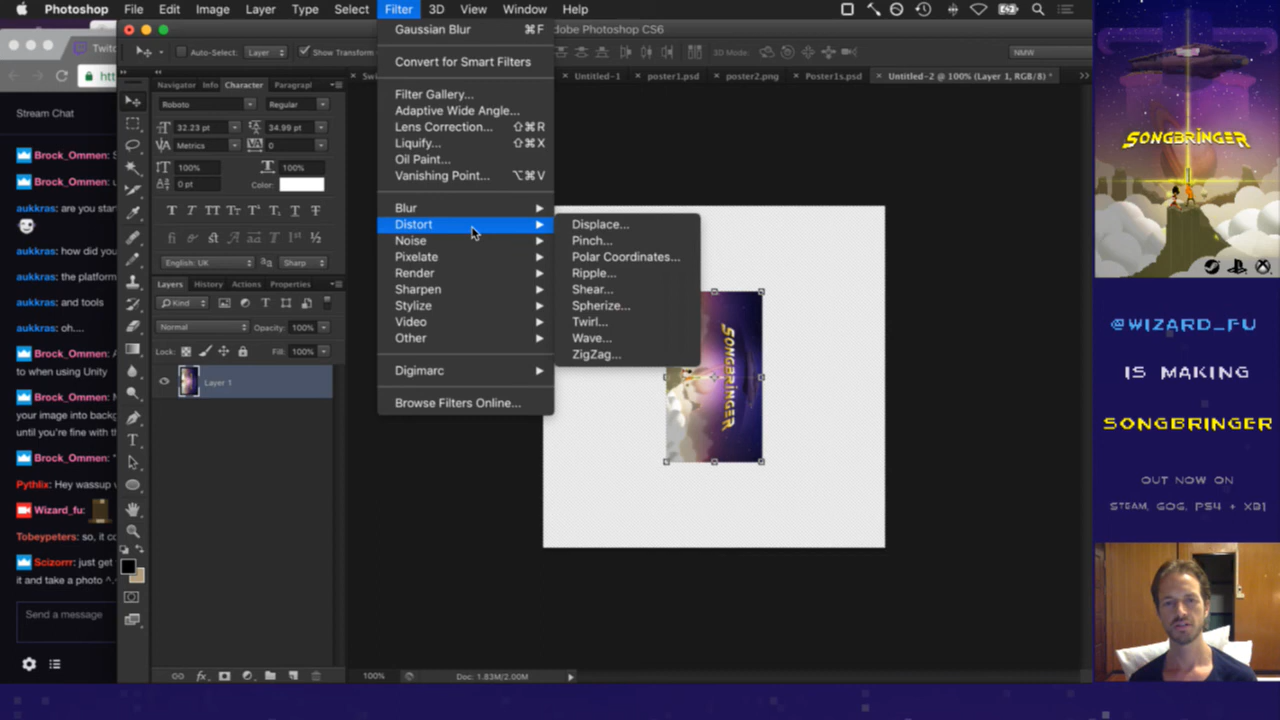 Photoshop File Edit Image Layer Type Select Filter 3D View Window Help
Adobe Photoshop CS6
Auto-Select: Layer Show Transform
3D Mode:
NMW
Untitled-1 poster1.psd poster2.png Poster1s.psd Untitled-2 @ 100% (Layer 1, RGB/8) *
Gaussian Blur ⌘F
Convert for Smart Filters
Filter Gallery...
Adaptive Wide Angle...
Lens Correction... ⇧⌘R
Liquify... ⇧⌘X
Oil Paint...
Vanishing Point... ⌥⌘V
Blur
Distort
Noise
Pixelate
Render
Sharpen
Stylize
Video
Other
Digimarc
Browse Filters Online...
Displace...
Pinch...
Polar Coordinates...
Ripple...
Shear...
Spherize...
Twirl...
Wave...
ZigZag...
Navigator Info Character Paragrapl
Roboto Regular
32.23 pt 34.99 pt
Metrics 0
100% 100%
0 pt Color:
English: UK Sharp
Layers History Actions Properties
Kind
Normal Opacity: 100%
Lock: Fill: 100%
Layer 1
100% Doc: 1.83M/2.00M
Stream Chat
Brock_Ommen:
Brock_Ommen:
aukkras: are you star
aukkras: how did you
aukkras: the platform
aukkras: and tools
aukkras: oh....
Brock_Ommen:
to when using Unity
your image into backg
until you're fine with th
Brock_Ommen:
Pythlix: Hey wassup
Wizard_fu:
Tobeypeters: so, it co
Scizorrr: just get
it and take a photo ^.^
Send a message
SONGBRINGER
SONGBRINGER
@WIZARD_FU
IS MAKING
SONGBRINGER
OUT NOW ON
STEAM, GOG, PS4 + XB1